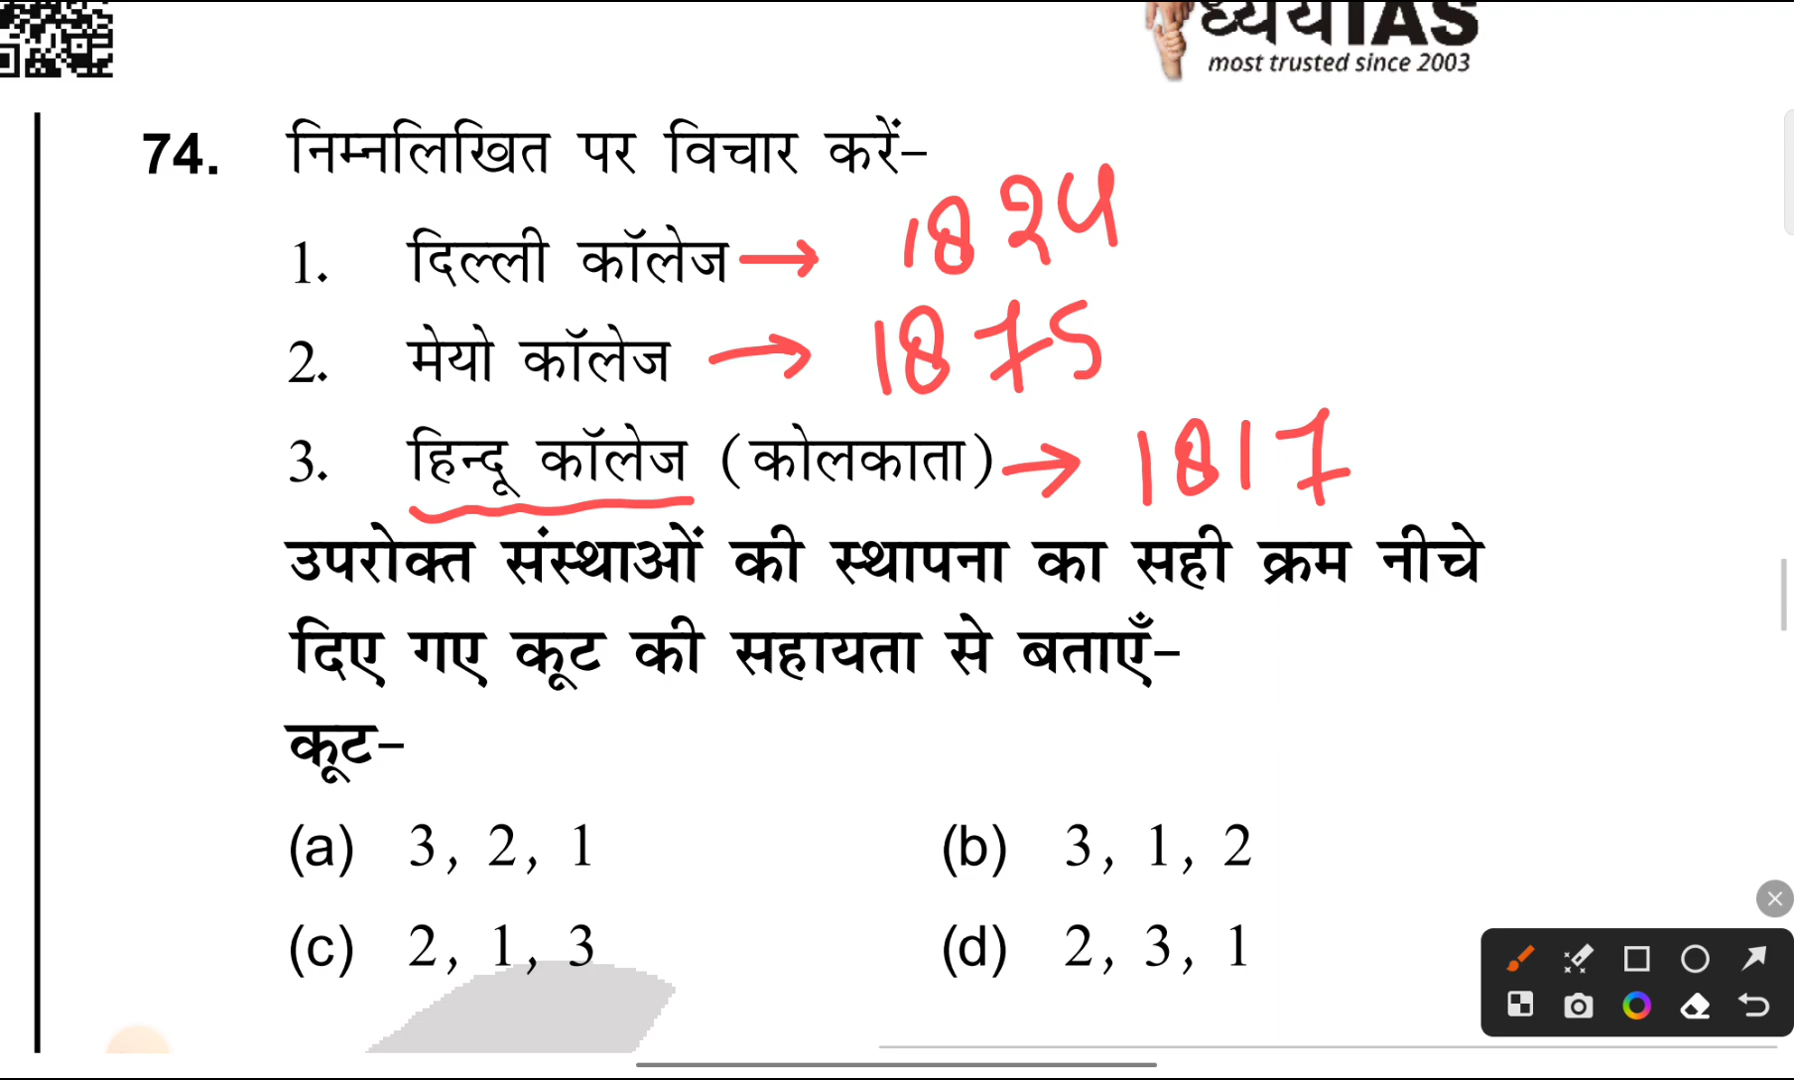 ध्येय IAS
most trusted since 2003
74. निम्नलिखित पर विचार करें-
1. दिल्ली कॉलेज → 1824
2. मेयो कॉलेज → 1875
3. हिन्दू कॉलेज (कोलकाता) → 1817
उपरोक्त संस्थाओं की स्थापना का सही क्रम नीचे
दिए गए कूट की सहायता से बताएँ-
कूट-
(a) 3, 2, 1 (b) 3, 1, 2
(c) 2, 1, 3 (d) 2, 3, 1